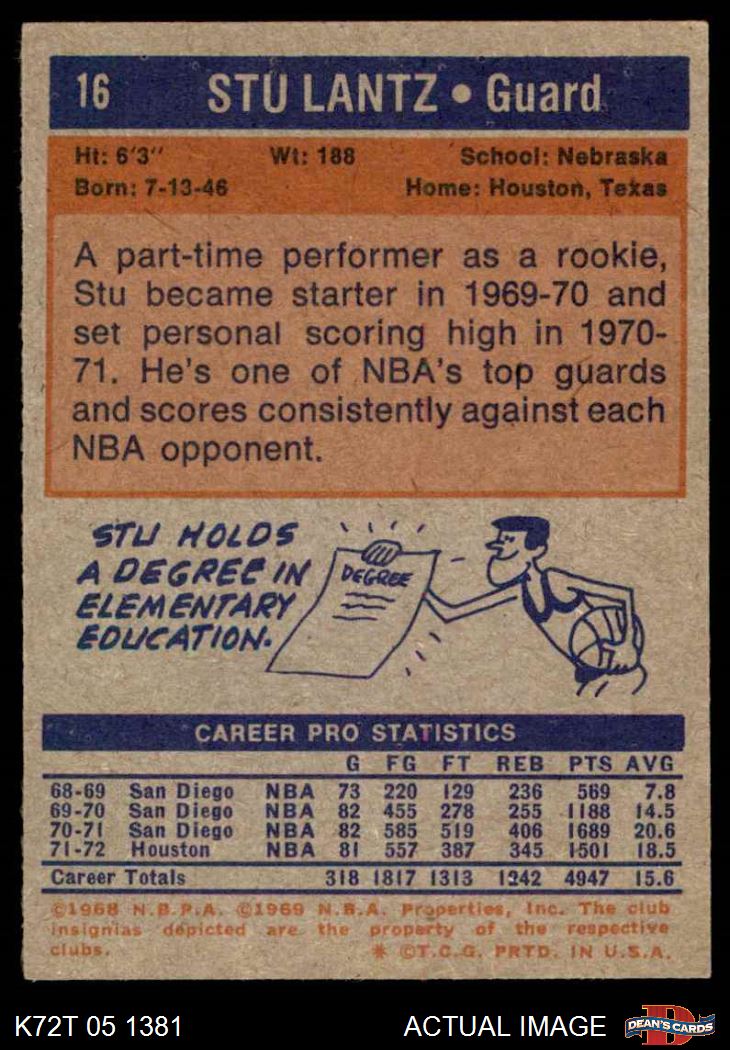 16 STU LANTZ • Guard
Ht: 6'3" Wt: 188 School: Nebraska
Born: 7-13-46 Home: Houston, Texas
A part-time performer as a rookie,
Stu became starter in 1969-70 and
set personal scoring high in 1970-
71. He's one of NBA's top guards
and scores consistently against each
NBA opponent.
STU HOLDS
A DEGREE IN
ELEMENTARY
EDUCATION.
DEGREE
CAREER PRO STATISTICS
G FG FT REB PTS AVG
68-69 San Diego NBA 73 220 129 236 569 7.8
69-70 San Diego NBA 82 455 278 255 1188 14.5
70-71 San Diego NBA 82 585 519 406 1689 20.6
71-72 Houston NBA 81 557 387 345 1501 18.5
Career Totals 318 1817 1313 1242 4947 15.6
©1968 N.B.P.A. ©1969 N.B.A. Properties, Inc. The club
insignias depicted are the property of the respective
clubs. * ©T.C.G. PRTD. IN U.S.A.
K72T 05 1381 ACTUAL IMAGE D DEAN'S CARDS